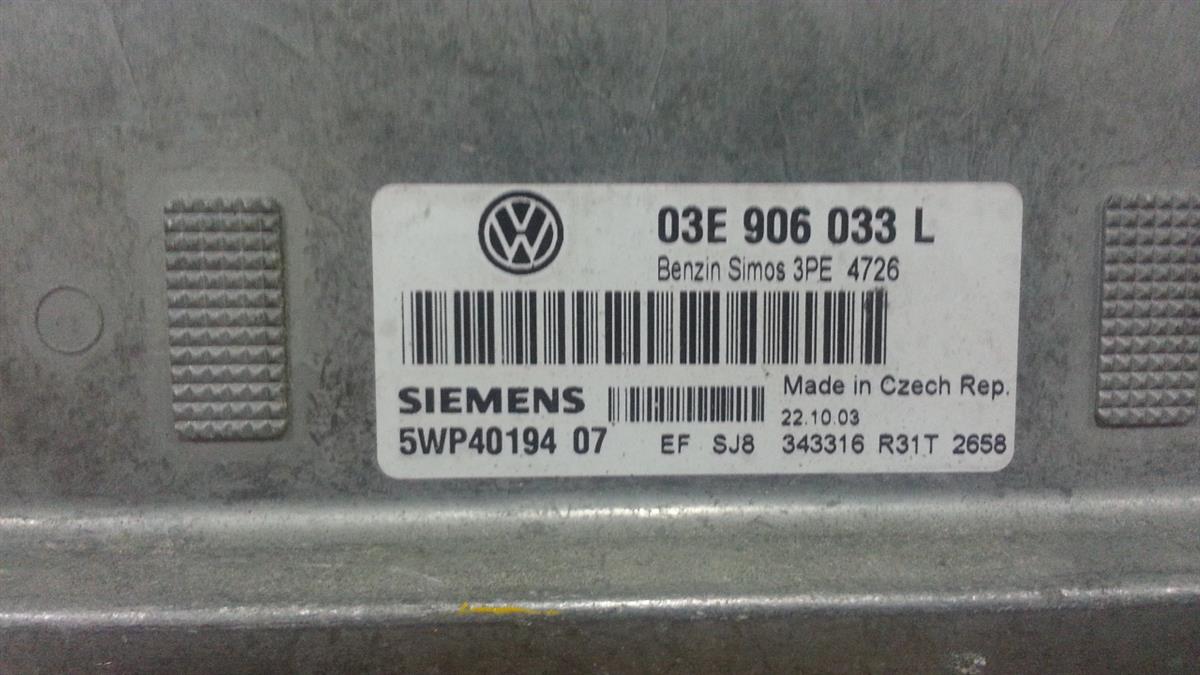 VW
03E 906 033 L
Benzin Simos 3PE 4726
SIEMENS
Made in Czech Rep.
22.10.03
5WP40194 07
EF SJ8 343316 R31T 2658